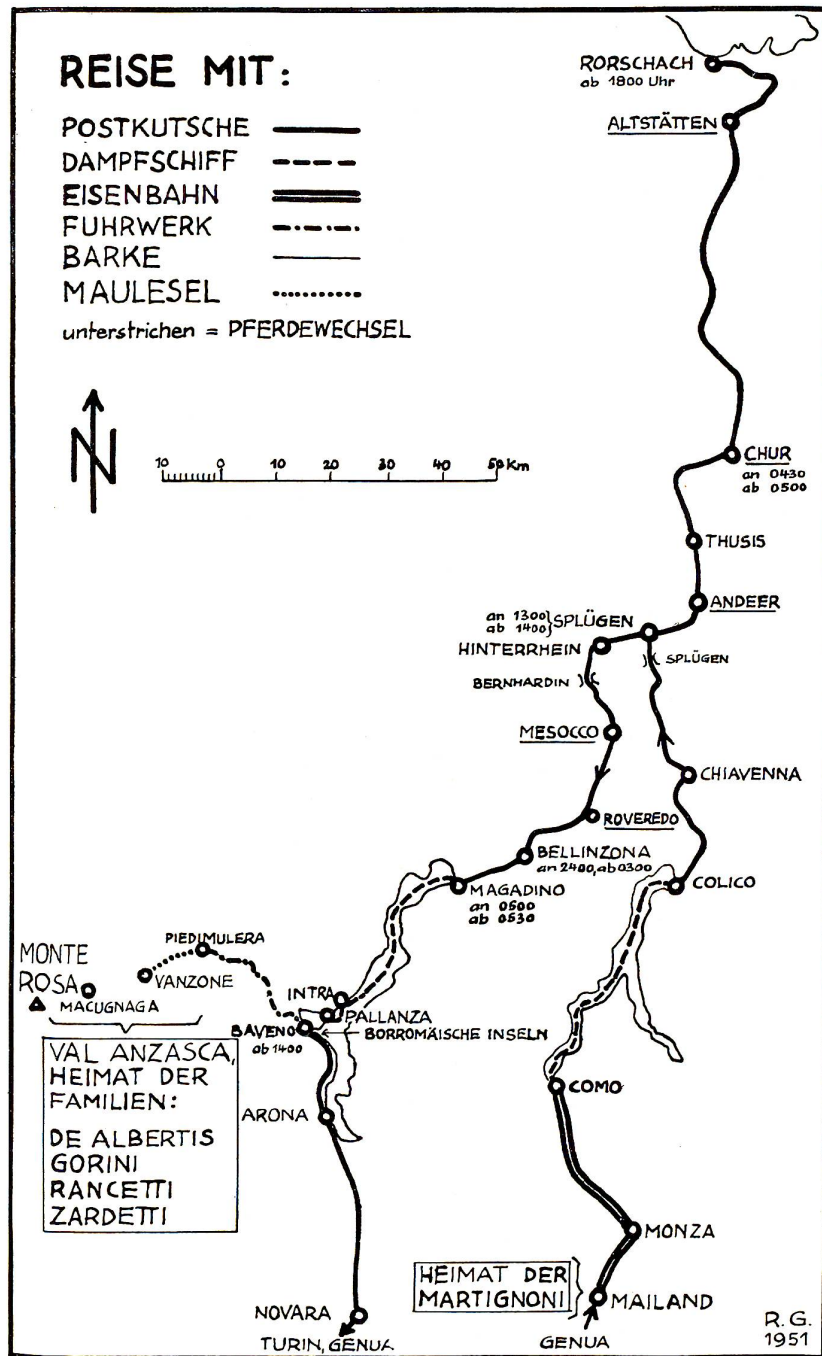 REISE MIT:
POSTKUTSCHE
DAMPFSCHIFF
EISENBAHN
FUHRWERK
BARKE
MAULESEL
unterstrichen = PFERDEWECHSEL
N
10 0 10 20 30 40 50 Km
RORSCHACH
ab 1800 Uhr
ALTSTÄTTEN
CHUR
an 0430
ab 0500
THUSIS
ANDEER
an 1300} SPLÜGEN
ab 1400}
HINTERRHEIN
SPLÜGEN
BERNHARDIN
MESOCCO
CHIAVENNA
ROVEREDO
BELLINZONA
an 2400, ab 0300
MAGADINO
an 0500
ab 0530
COLICO
PIEDIMULERA
MONTE
ROSA
VANZONE
MACUGNAGA
INTRA
PALLANZA
BAVENO
ab 1400
BORROMÄISCHE INSELN
VAL ANZASCA,
HEIMAT DER
FAMILIEN:
DE ALBERTIS
GORINI
RANCETTI
ZARDETTI
ARONA
COMO
MONZA
HEIMAT DER
MARTIGNONI
MAILAND
NOVARA
TURIN, GENUA
GENUA
R. G.
1951